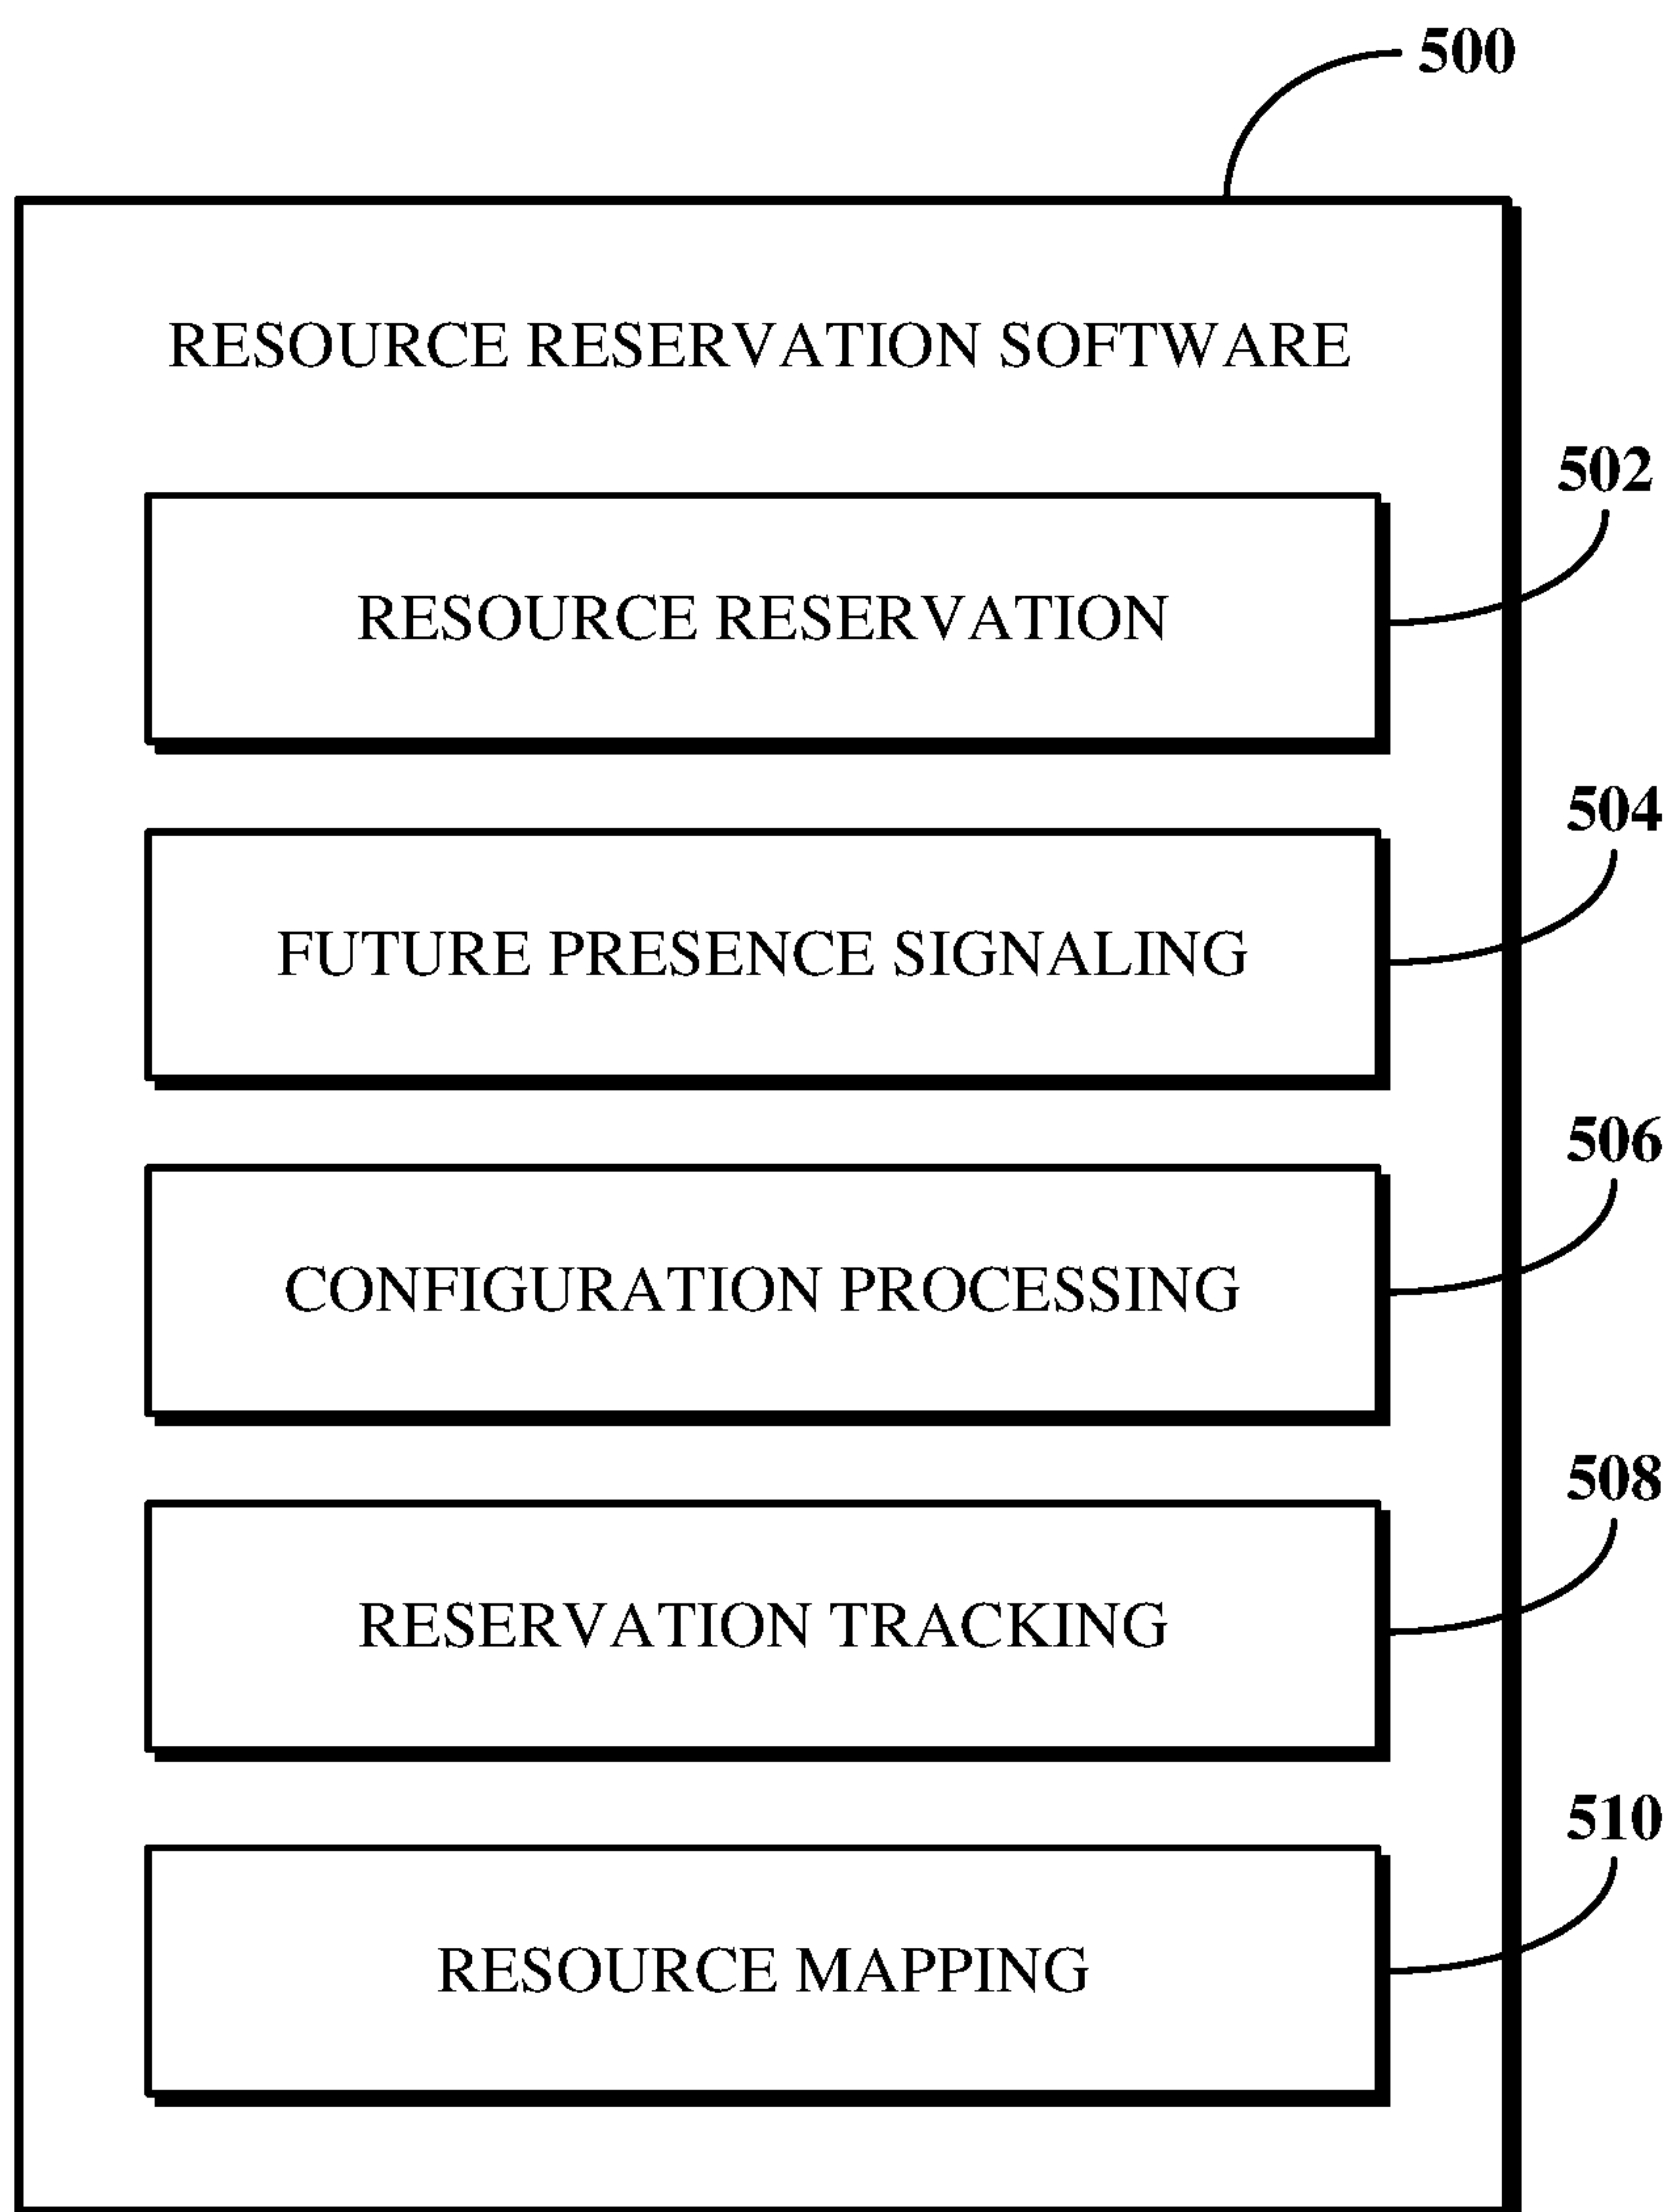 500
RESOURCE RESERVATION SOFTWARE
502
RESOURCE RESERVATION
504
FUTURE PRESENCE SIGNALING
506
CONFIGURATION PROCESSING
508
RESERVATION TRACKING
510
RESOURCE MAPPING